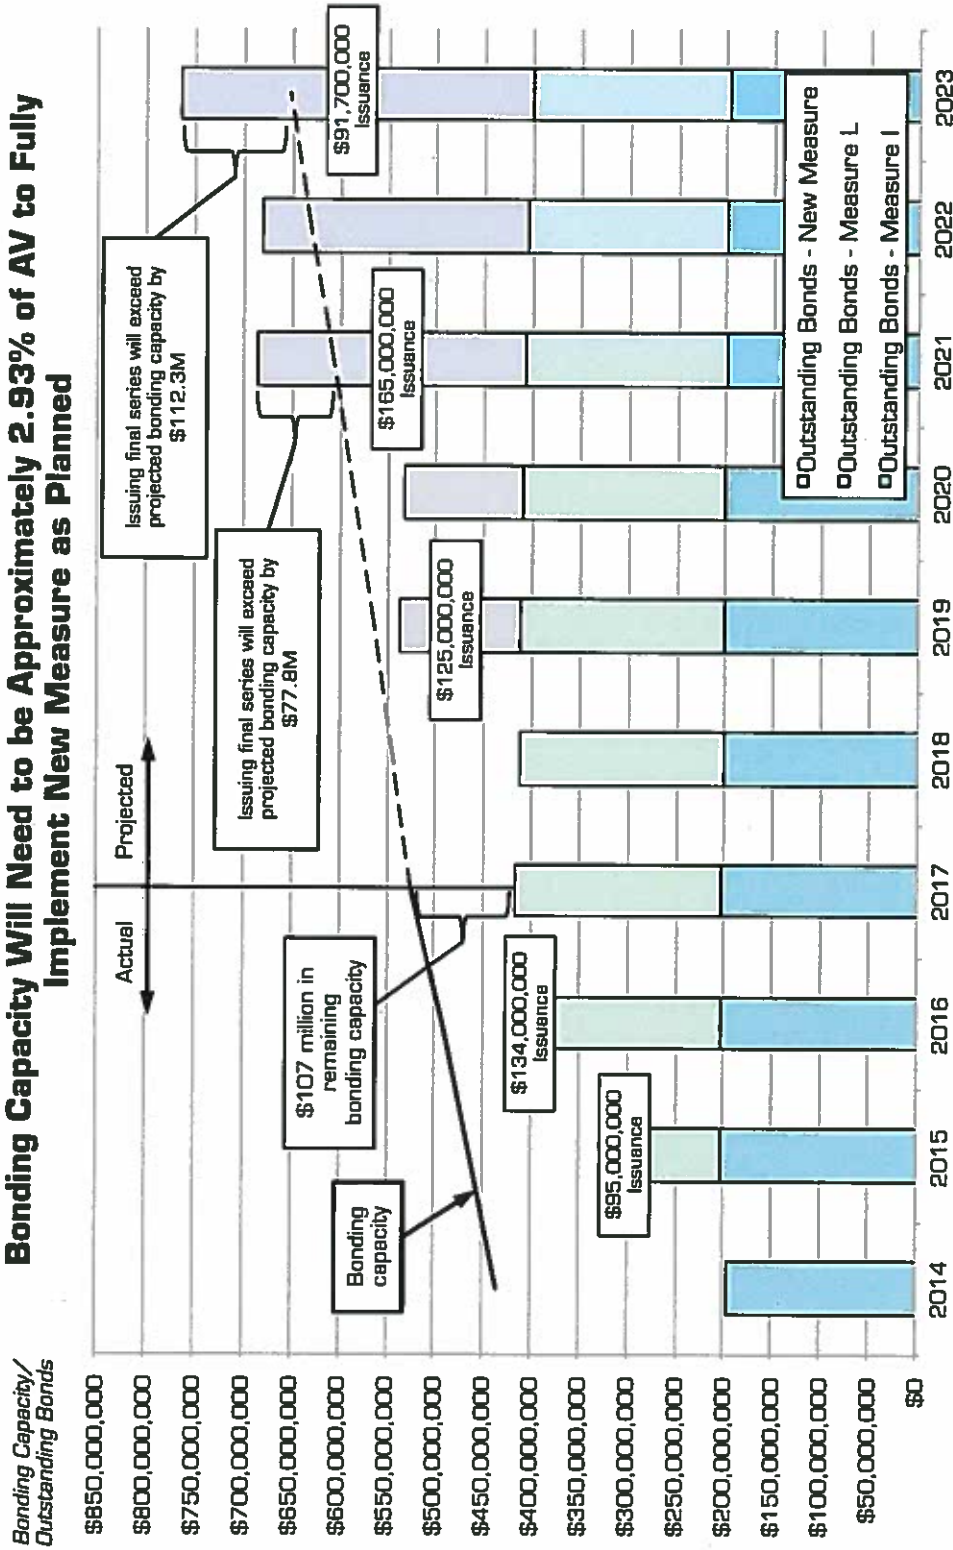 Bonding Capacity Will Need to be Approximately 2.93% of AV to Fully
Implement New Measure as Planned
Bonding Capacity/
Outstanding Bonds
$850,000,000
$800,000,000
$750,000,000
$700,000,000
$650,000,000
$600,000,000
$550,000,000
$500,000,000
$450,000,000
$400,000,000
$350,000,000
$300,000,000
$250,000,000
$200,000,000
$150,000,000
$100,000,000
$50,000,000
$0
Actual
Projected
Bonding
capacity
$107 million in
remaining
bonding capacity
Issuing final series will exceed
projected bonding capacity by
$77.8M
Issuing final series will exceed
projected bonding capacity by
$112.3M
$95,000,000
Issuance
$134,000,000
Issuance
$125,000,000
Issuance
$165,000,000
Issuance
$91,700,000
Issuance
Outstanding Bonds - New Measure
Outstanding Bonds - Measure L
Outstanding Bonds - Measure I
2014
2015
2016
2017
2018
2019
2020
2021
2022
2023